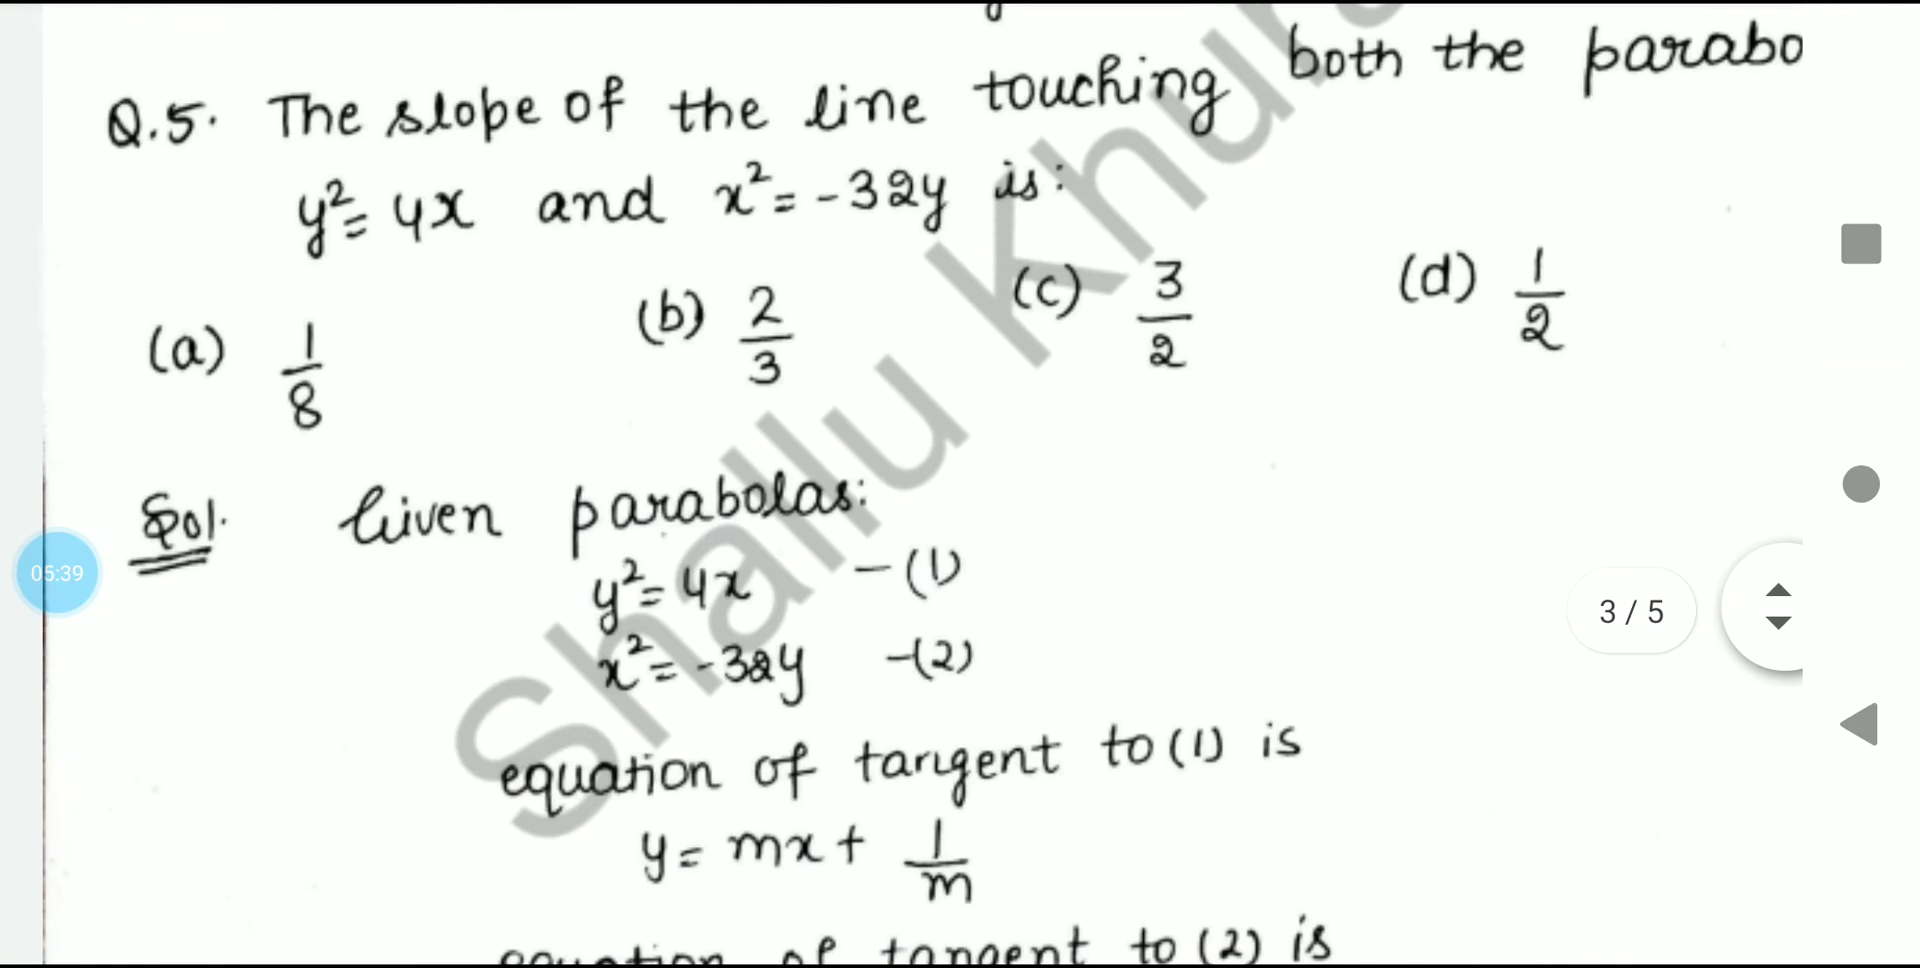 Q.5. The slope of the line touching both the parabo
y²= 4x and x²= -32y is:
(a) 1/8 (b) 2/3 (c) 3/2 (d) 1/2
Sol. Given parabolas:
y²= 4x -(1)
x²= -32y -(2)
equation of tangent to (1) is
y= mx + 1/m
equation of tangent to (2) is
Shallu Khur
05:39
3 / 5